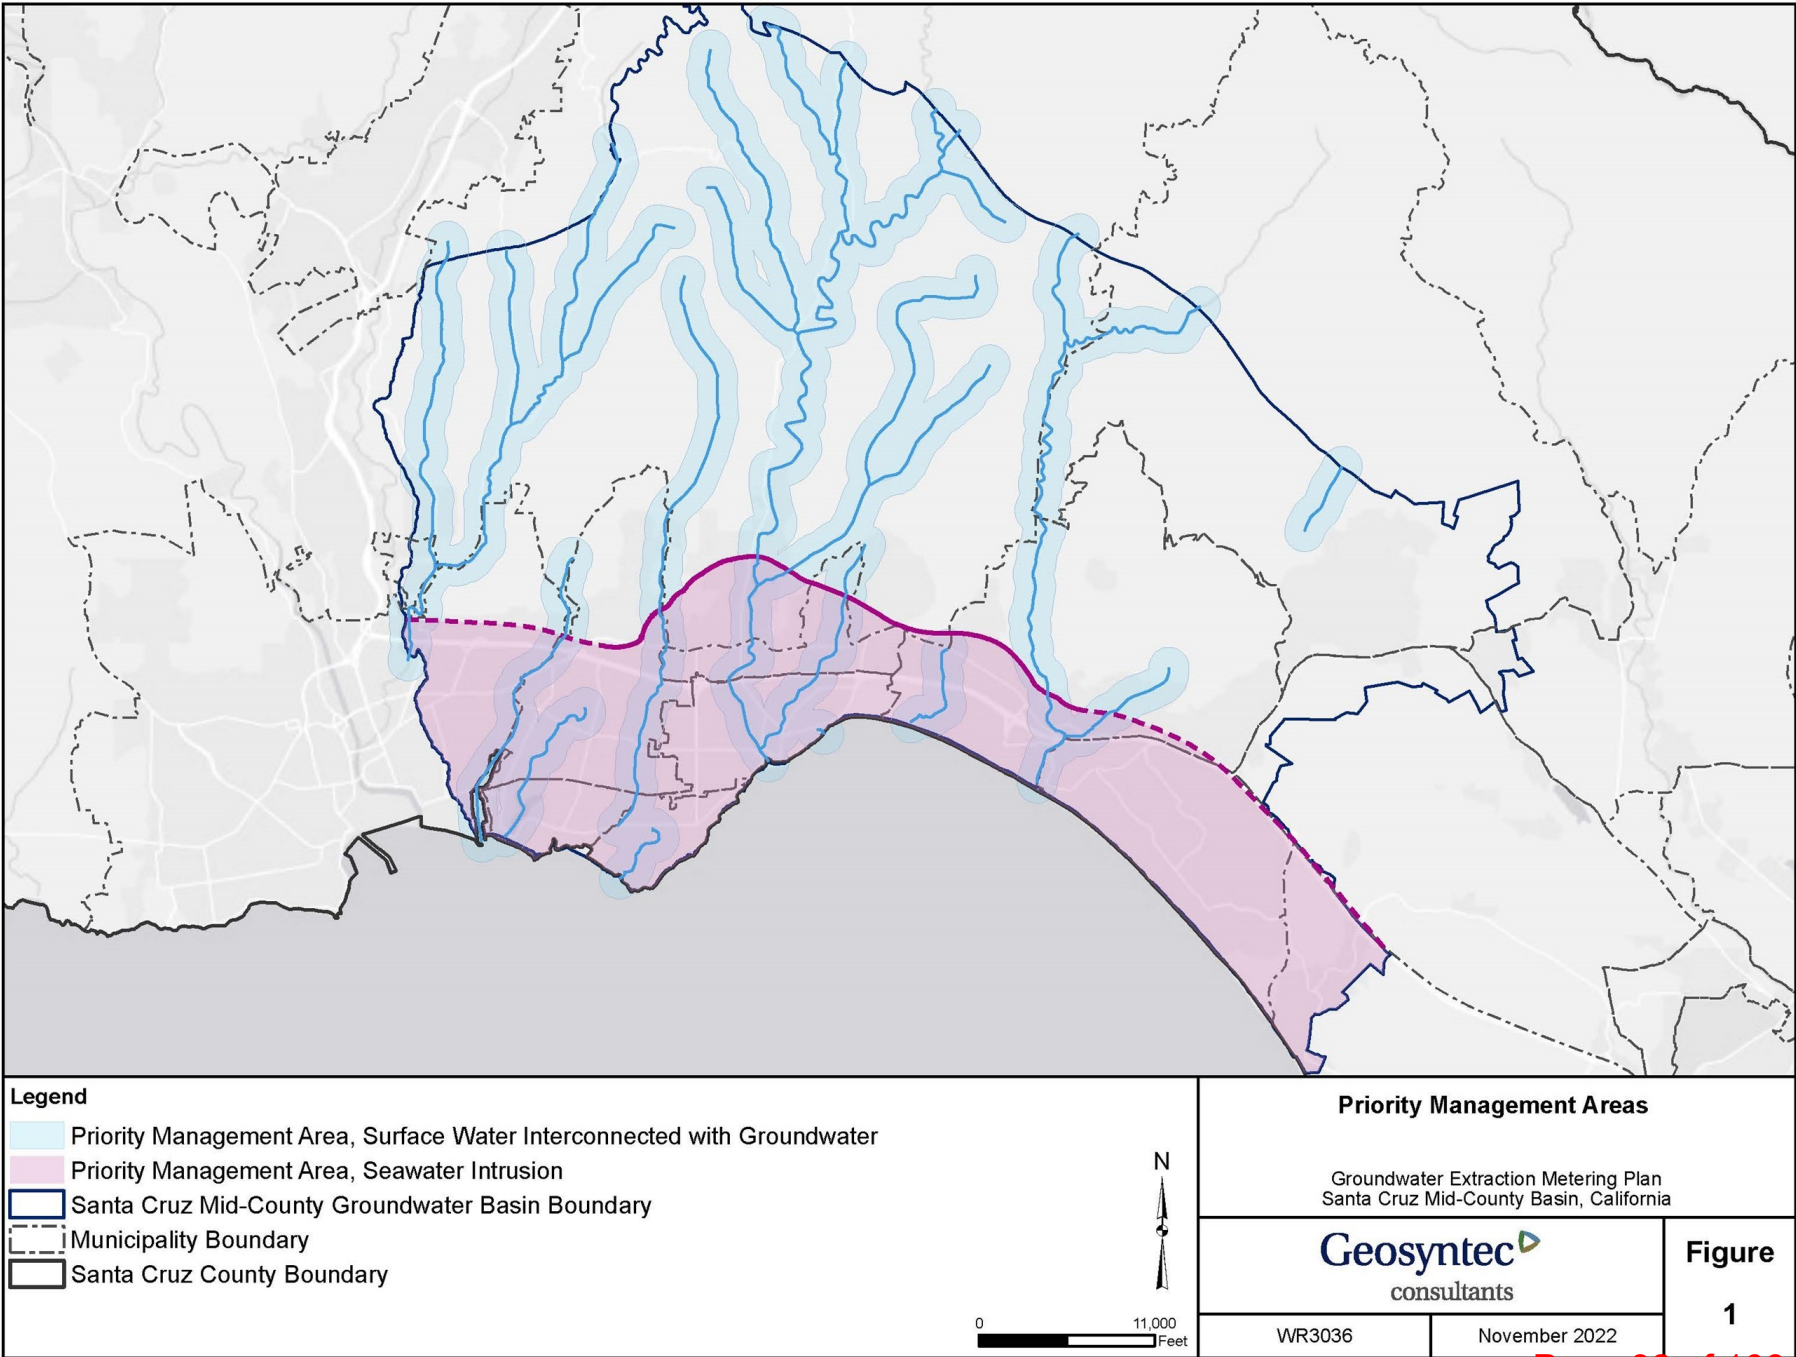 Legend
Priority Management Area, Surface Water Interconnected with Groundwater
Priority Management Area, Seawater Intrusion
Santa Cruz Mid-County Groundwater Basin Boundary
Municipality Boundary
Santa Cruz County Boundary
N
0 11,000
Feet
Priority Management Areas
Groundwater Extraction Metering Plan
Santa Cruz Mid-County Basin, California
Geosyntec
consultants
Figure
1
WR3036
November 2022